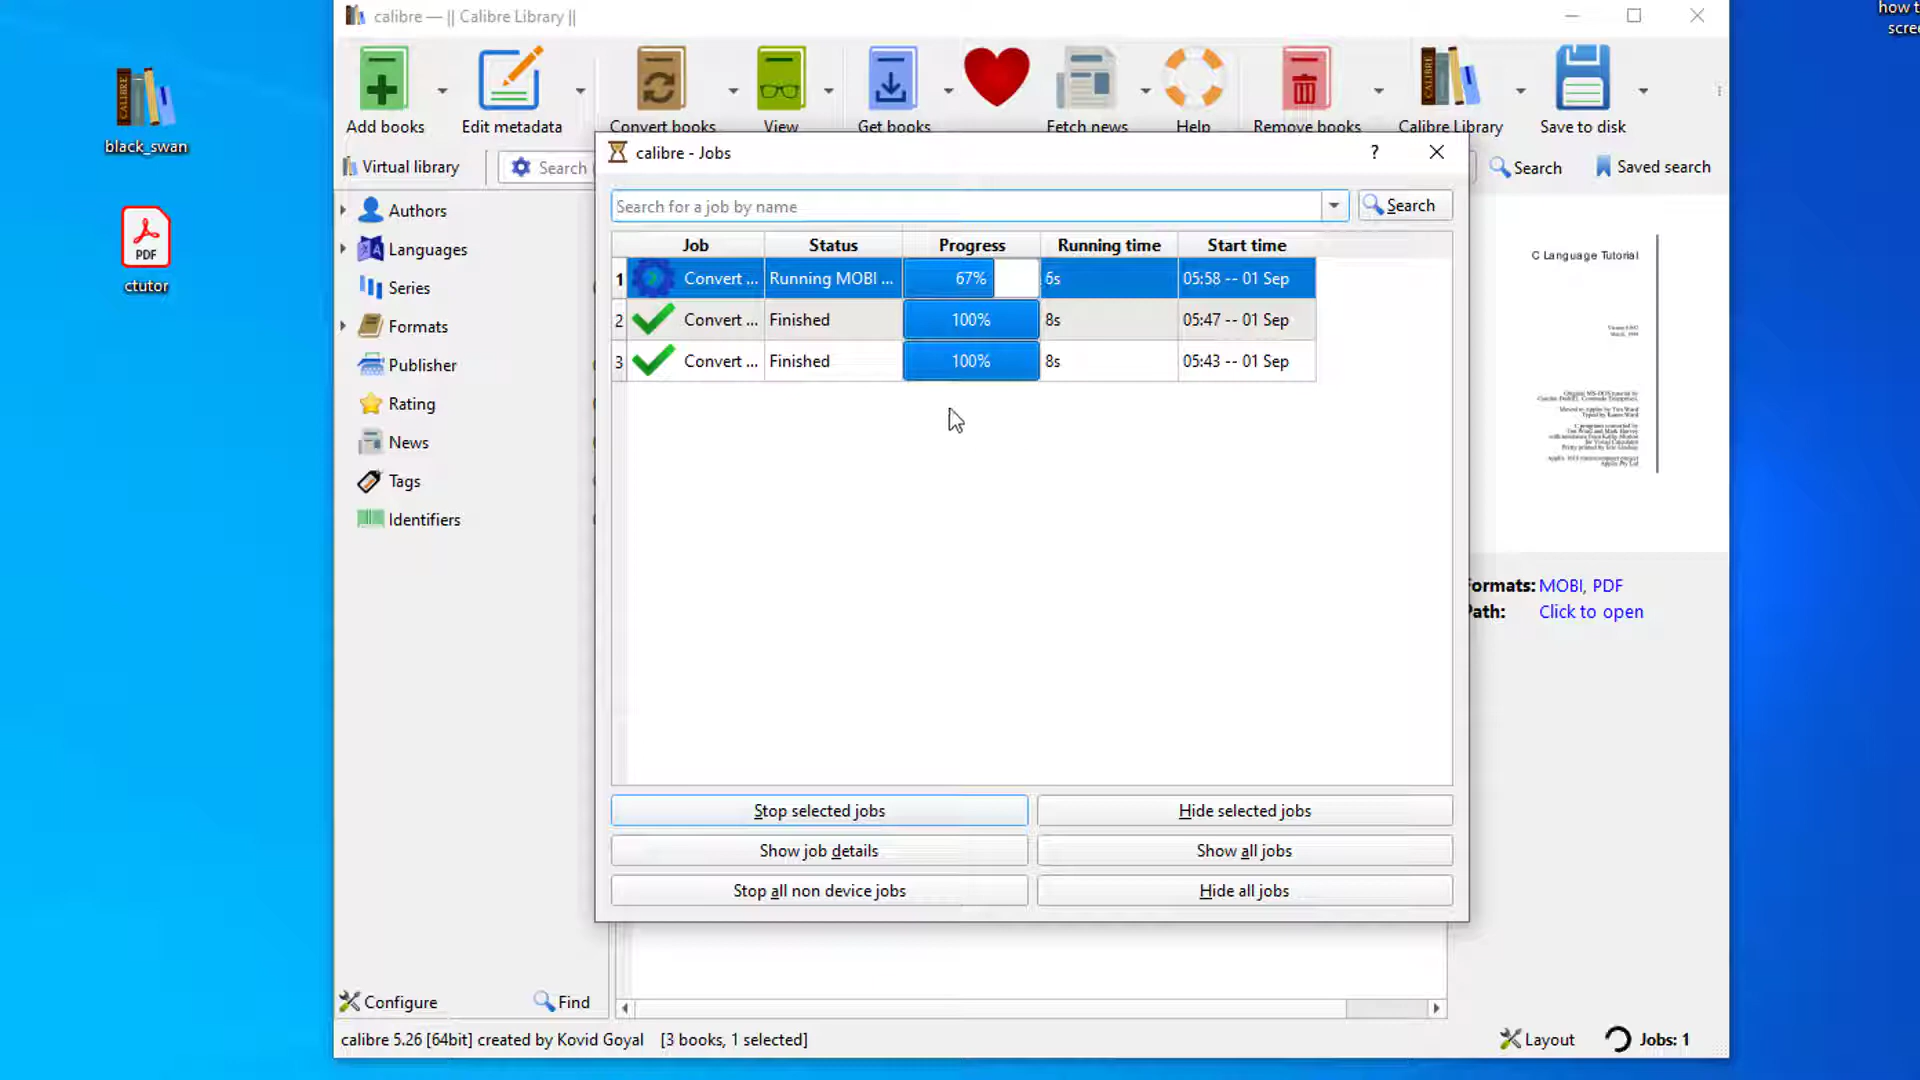 calibre — || Calibre Library ||
how t
scre
Add books
Edit metadata
Convert books
View
Get books
Fetch news
Help
Remove books
Calibre Library
Save to disk
CALIBRE
black_swan
PDF
ctutor
Virtual library
Search
Search
Saved search
calibre - Jobs
?
Search for a job by name
Search
Job Status Progress Running time Start time
1 Convert ... Running MOBI ... 67% 6s 05:58 -- 01 Sep
2 Convert ... Finished 100% 8s 05:47 -- 01 Sep
3 Convert ... Finished 100% 8s 05:43 -- 01 Sep
Authors
Languages
Series
Formats
Publisher
Rating
News
Tags
Identifiers
C Language Tutorial
ormats: MOBI, PDF
ath: Click to open
Stop selected jobs
Hide selected jobs
Show job details
Show all jobs
Stop all non device jobs
Hide all jobs
Configure
Find
calibre 5.26 [64bit] created by Kovid Goyal [3 books, 1 selected]
Layout
Jobs: 1